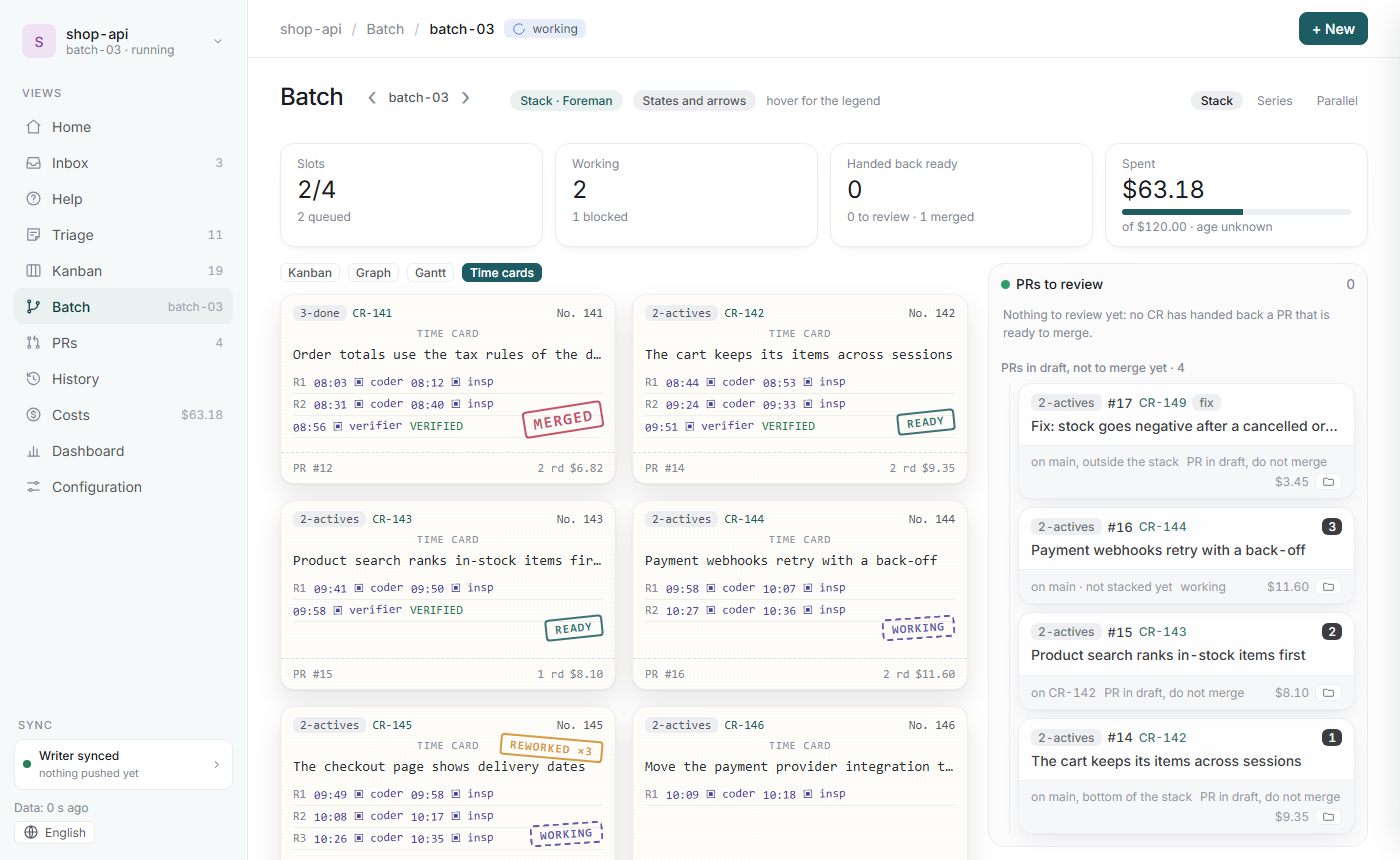 S
shop-api
batch-03 · running
VIEWS
Home
Inbox 3
Help
Triage 11
Kanban 19
Batch batch-03
PRs 4
History
Costs $63.18
Dashboard
Configuration
SYNC
Writer synced
nothing pushed yet
Data: 0 s ago
English
shop-api / Batch / batch-03 working
+ New
Batch
batch-03
Stack · Foreman
States and arrows
hover for the legend
Stack Series Parallel
Slots
2/4
2 queued
Working
2
1 blocked
Handed back ready
0
0 to review · 1 merged
Spent
$63.18
of $120.00 · age unknown
Kanban Graph Gantt Time cards
3-done CR-141 No. 141
TIME CARD
Order totals use the tax rules of the d…
R1 08:03 coder 08:12 insp
R2 08:31 coder 08:40 insp
08:56 verifier VERIFIED
MERGED
PR #12 2 rd $6.82
2-actives CR-142 No. 142
TIME CARD
The cart keeps its items across sessions
R1 08:44 coder 08:53 insp
R2 09:24 coder 09:33 insp
09:51 verifier VERIFIED
READY
PR #14 2 rd $9.35
2-actives CR-143 No. 143
TIME CARD
Product search ranks in-stock items fir…
R1 09:41 coder 09:50 insp
09:58 verifier VERIFIED
READY
PR #15 1 rd $8.10
2-actives CR-144 No. 144
TIME CARD
Payment webhooks retry with a back-off
R1 09:58 coder 10:07 insp
R2 10:27 coder 10:36 insp
WORKING
PR #16 2 rd $11.60
2-actives CR-145 No. 145
TIME CARD
REWORKED ×3
The checkout page shows delivery dates
R1 09:49 coder 09:58 insp
R2 10:08 coder 10:17 insp
R3 10:26 coder 10:35 insp
WORKING
2-actives CR-146 No. 146
TIME CARD
Move the payment provider integration t…
R1 10:09 coder 10:18 insp
PRs to review 0
Nothing to review yet: no CR has handed back a PR that is
ready to merge.
PRs in draft, not to merge yet · 4
2-actives #17 CR-149 fix
Fix: stock goes negative after a cancelled or…
on main, outside the stack PR in draft, do not merge
$3.45
2-actives #16 CR-144 3
Payment webhooks retry with a back-off
on main · not stacked yet working $11.60
2-actives #15 CR-143 2
Product search ranks in-stock items first
on CR-142 PR in draft, do not merge $8.10
2-actives #14 CR-142 1
The cart keeps its items across sessions
on main, bottom of the stack PR in draft, do not merge
$9.35